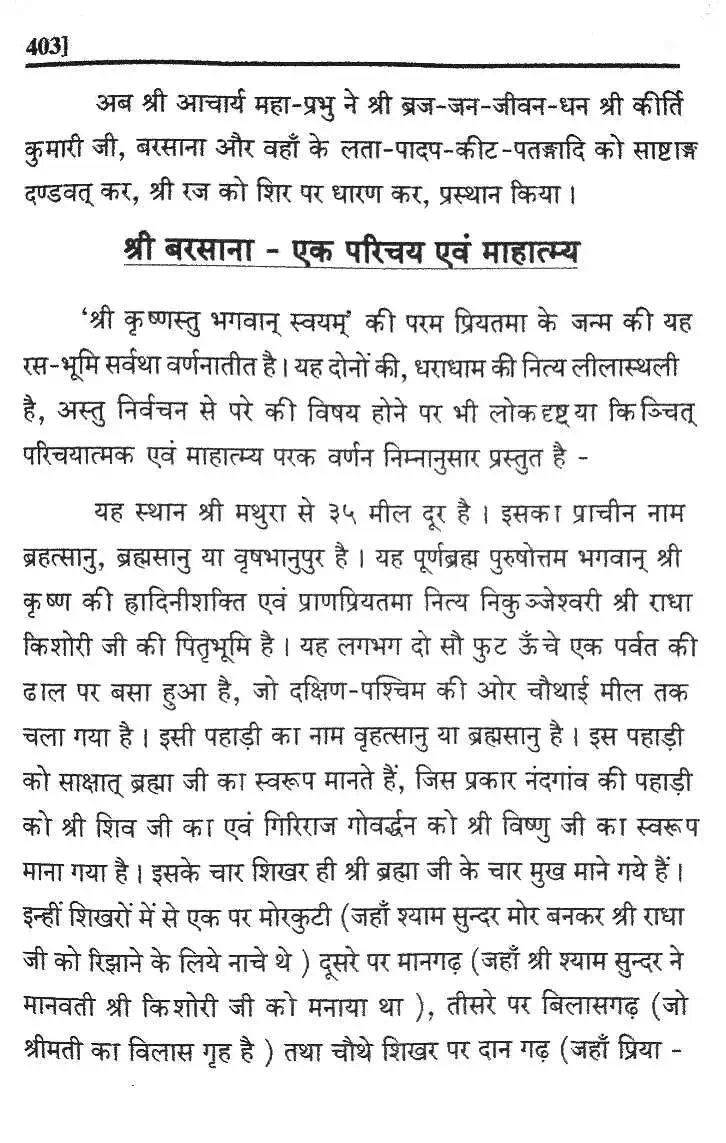 403]
अब श्री आचार्य महा-प्रभु ने श्री ब्रज-जन-जीवन-धन श्री कीर्ति
कुमारी जी, बरसाना और वहाँ के लता-पादप-कीट-पतङ्गादि को साष्टाङ्ग
दण्डवत् कर, श्री रज को शिर पर धारण कर, प्रस्थान किया ।
श्री बरसाना - एक परिचय एवं माहात्म्य
‘श्री कृष्णस्तु भगवान् स्वयम्’ की परम प्रियतमा के जन्म की यह
रस-भूमि सर्वथा वर्णनातीत है । यह दोनों की, धराधाम की नित्य लीलास्थली
है, अस्तु निर्वचन से परे की विषय होने पर भी लोकदृष्ट्या किञ्चित्
परिचयात्मक एवं माहात्म्य परक वर्णन निम्नानुसार प्रस्तुत है -
यह स्थान श्री मथुरा से ३५ मील दूर है । इसका प्राचीन नाम
ब्रहत्सानु, ब्रह्मसानु या वृषभानुपुर है । यह पूर्णब्रह्म पुरुषोत्तम भगवान् श्री
कृष्ण की ह्रादिनीशक्ति एवं प्राणप्रियतमा नित्य निकुञ्जेश्वरी श्री राधा
किशोरी जी की पितृभूमि है । यह लगभग दो सौ फुट ऊँचे एक पर्वत की
ढाल पर बसा हुआ है, जो दक्षिण-पश्चिम की ओर चौथाई मील तक
चला गया है । इसी पहाड़ी का नाम वृहत्सानु या ब्रह्मसानु है । इस पहाड़ी
को साक्षात् ब्रह्मा जी का स्वरूप मानते हैं, जिस प्रकार नंदगांव की पहाड़ी
को श्री शिव जी का एवं गिरिराज गोवर्द्धन को श्री विष्णु जी का स्वरूप
माना गया है । इसके चार शिखर ही श्री ब्रह्मा जी के चार मुख माने गये हैं ।
इन्हीं शिखरों में से एक पर मोरकुटी (जहाँ श्याम सुन्दर मोर बनकर श्री राधा
जी को रिझाने के लिये नाचे थे ) दूसरे पर मानगढ़ (जहाँ श्री श्याम सुन्दर ने
मानवती श्री किशोरी जी को मनाया था ), तीसरे पर बिलासगढ़ (जो
श्रीमती का विलास गृह है ) तथा चौथे शिखर पर दान गढ़ (जहाँ प्रिया -